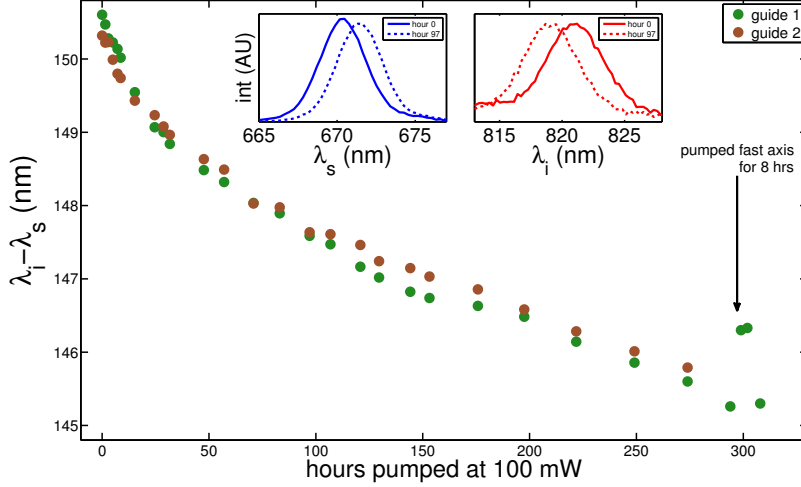 guide 1
guide 2
hour 0
hour 97
int (AU)
665
670
675
λs (nm)
hour 0
hour 97
815
820
825
λi (nm)
pumped fast axis
for 8 hrs
λi−λs (nm)
150
149
148
147
146
145
0
50
100
150
200
250
300
hours pumped at 100 mW